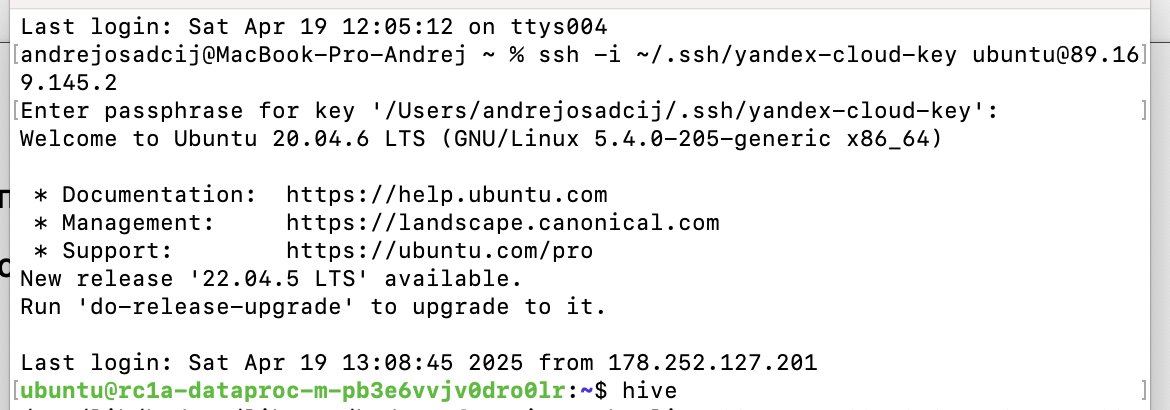 Last login: Sat Apr 19 12:05:12 on ttys004
[andrejosadcij@MacBook-Pro-Andrej ~ % ssh -i ~/.ssh/yandex-cloud-key ubuntu@89.16]
9.145.2
[Enter passphrase for key '/Users/andrejosadcij/.ssh/yandex-cloud-key': ]
Welcome to Ubuntu 20.04.6 LTS (GNU/Linux 5.4.0-205-generic x86_64)
* Documentation: https://help.ubuntu.com
* Management: https://landscape.canonical.com
* Support: https://ubuntu.com/pro
New release '22.04.5 LTS' available.
Run 'do-release-upgrade' to upgrade to it.
Last login: Sat Apr 19 13:08:45 2025 from 178.252.127.201
[ubuntu@rc1a-dataproc-m-pb3e6vvjv0dro0lr:~$ hive ]